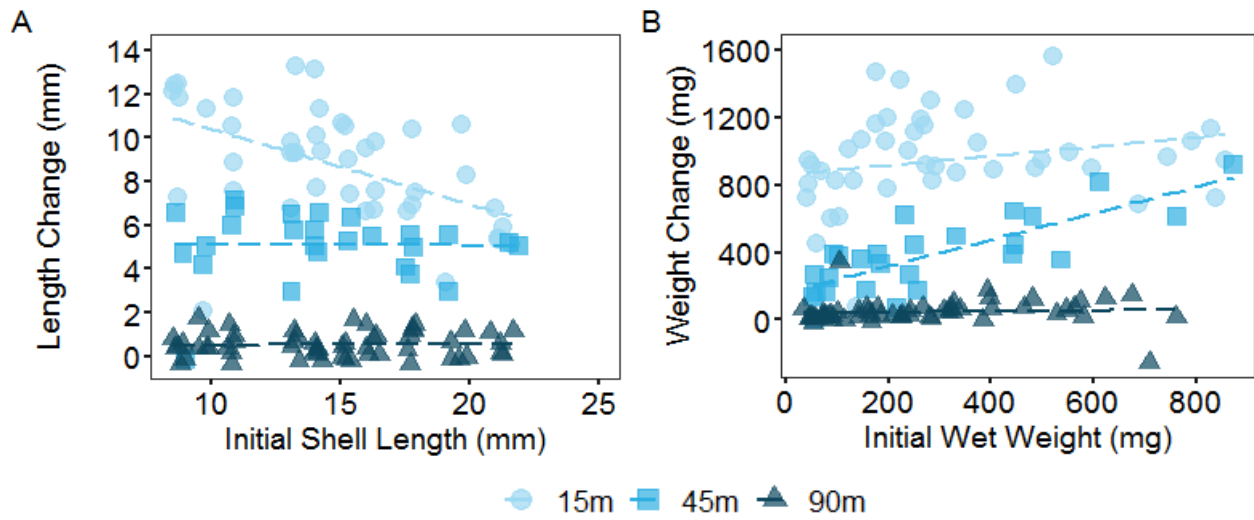 A
Length Change (mm)
14
12
10
8
6
4
2
0
10
15
20
25
Initial Shell Length (mm)
B
Weight Change (mg)
1600
1200
800
400
0
0
200
400
600
800
Initial Wet Weight (mg)
15m
45m
90m